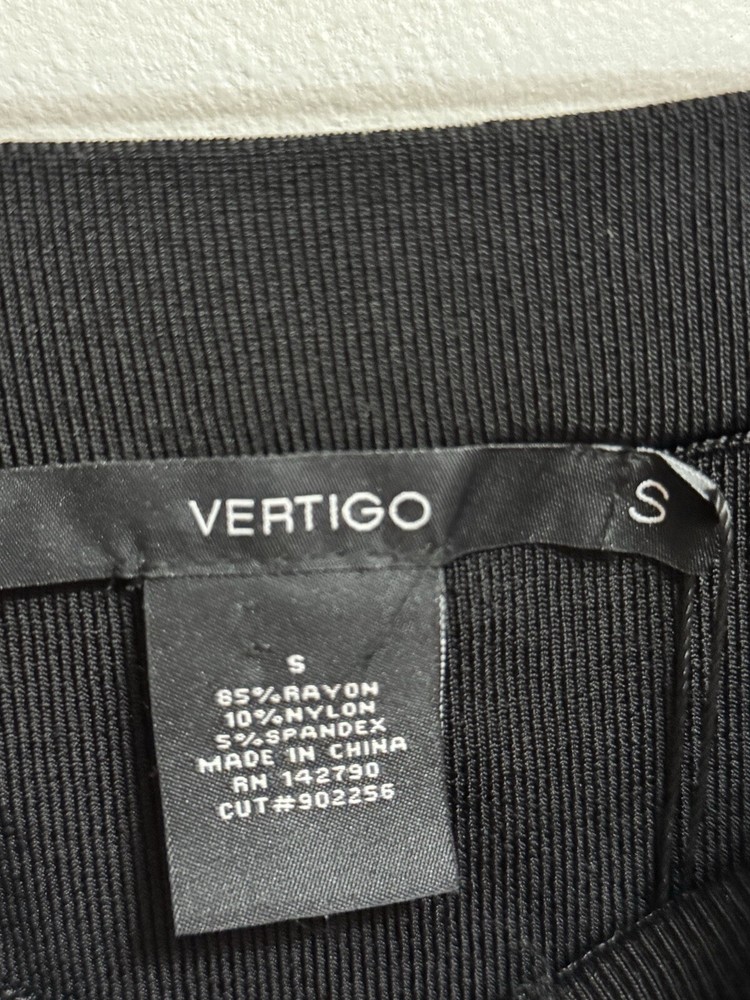 VERTIGO
S
S
85%RAYON
10%NYLON
5%SPANDEX
MADE IN CHINA
RN 142790
CUT#902256